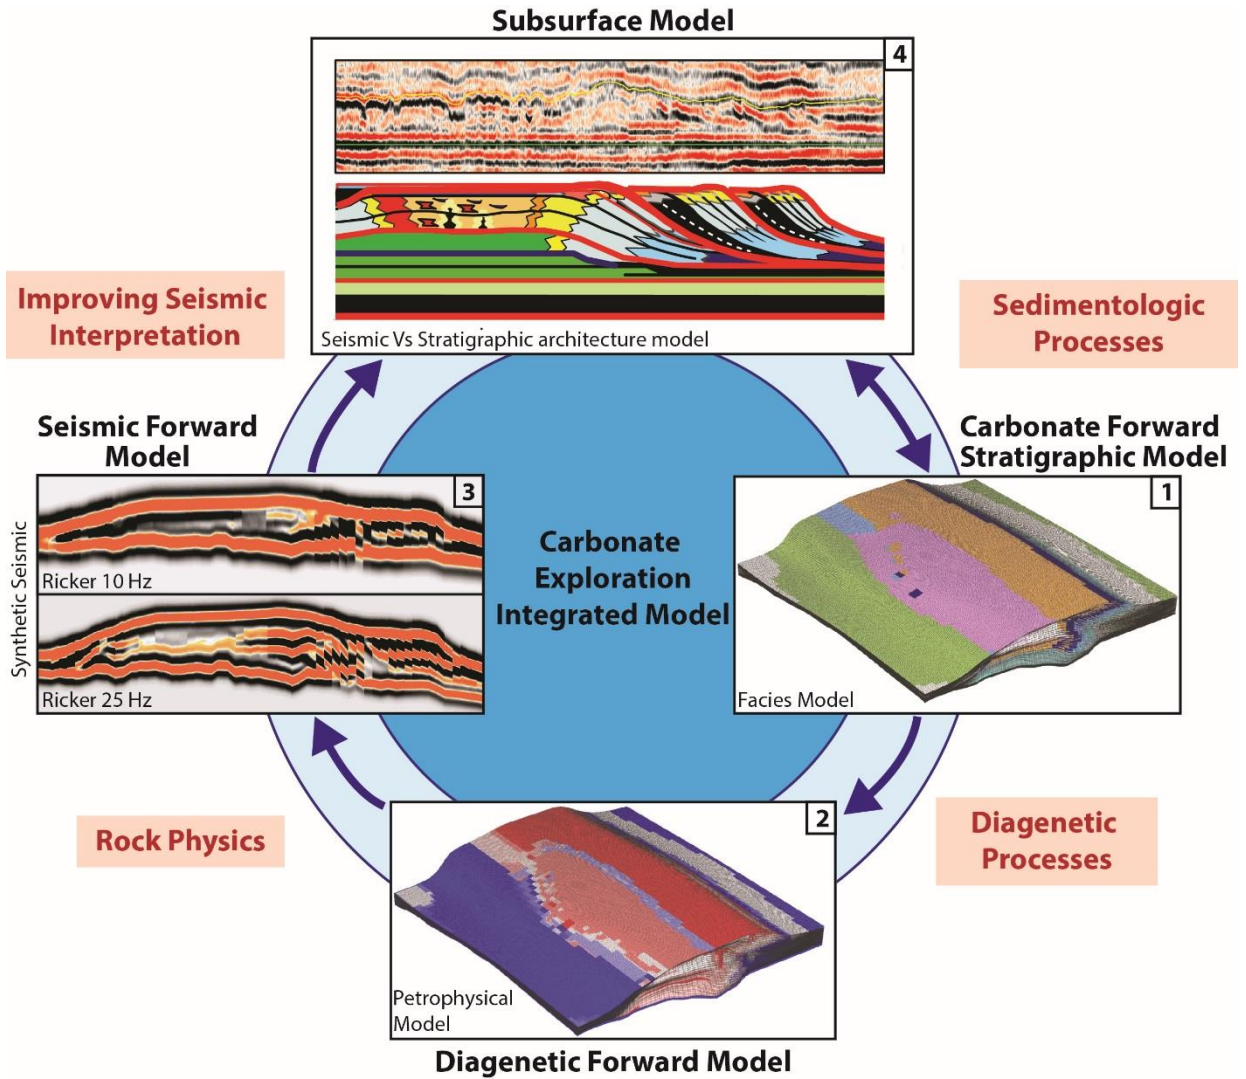 Subsurface Model
4
Seismic Vs Stratigraphic architecture model
Improving Seismic
Interpretation
Sedimentologic
Processes
Seismic Forward
Model
3
Synthetic Seismic
Ricker 10 Hz
Ricker 25 Hz
Carbonate
Exploration
Integrated Model
Carbonate Forward
Stratigraphic Model
1
Facies Model
Rock Physics
Diagenetic
Processes
2
Petrophysical
Model
Diagenetic Forward Model